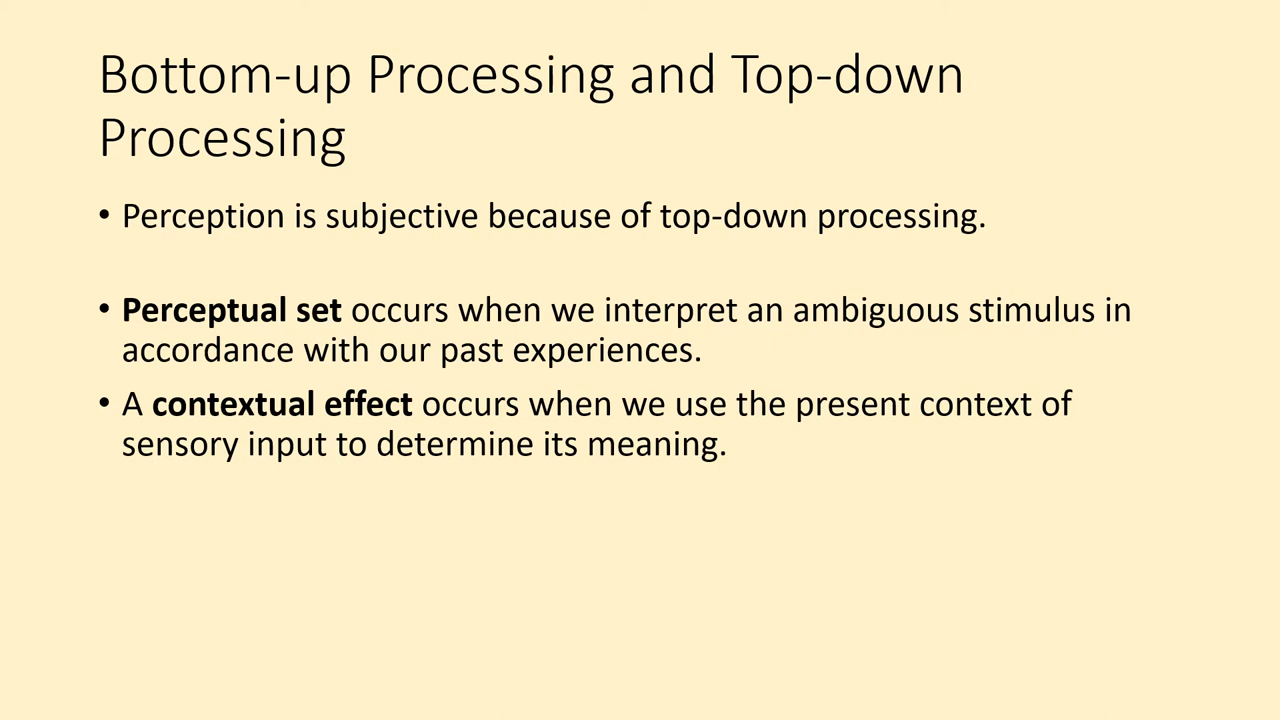 Bottom-up Processing and Top-down
Processing
• Perception is subjective because of top-down processing.
• Perceptual set occurs when we interpret an ambiguous stimulus in
accordance with our past experiences.
• A contextual effect occurs when we use the present context of
sensory input to determine its meaning.